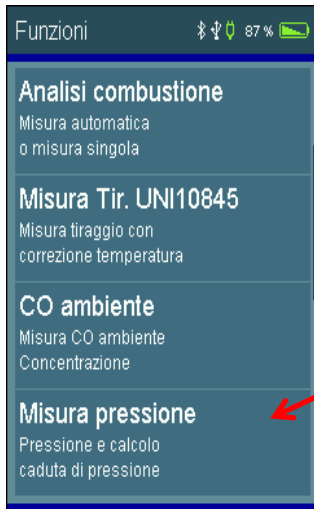 Funzioni 87 %
Analisi combustione
Misura automatica
o misura singola
Misura Tir. UNI10845
Misura tiraggio con
correzione temperatura
CO ambiente
Misura CO ambiente
Concentrazione
Misura pressione
Pressione e calcolo
caduta di pressione